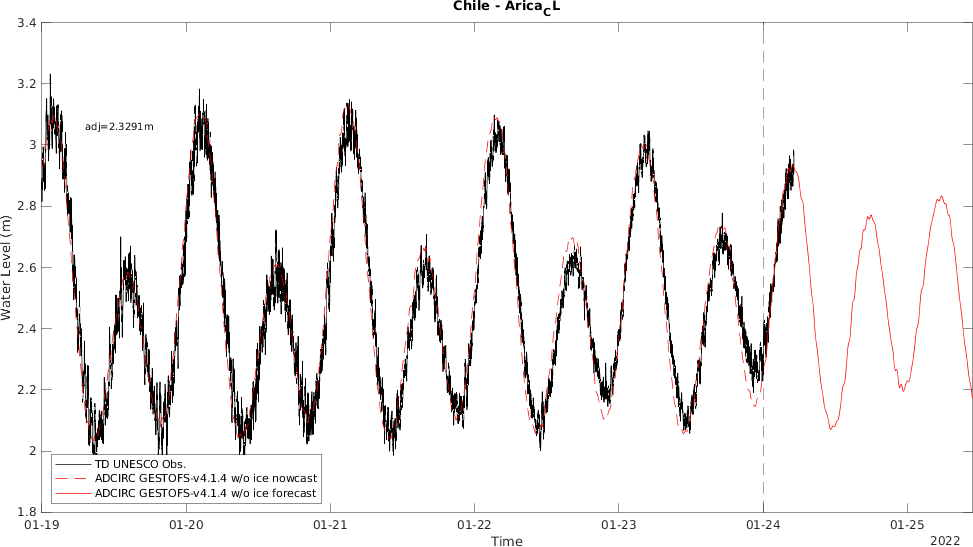 Chile - Arica_CL
3.4
3.2
3
2.8
2.6
2.4
2.2
2
1.8
Water Level (m)
adj=2.3291m
TD UNESCO Obs.
ADCIRC GESTOFS-v4.1.4 w/o ice nowcast
ADCIRC GESTOFS-v4.1.4 w/o ice forecast
01-19 01-20 01-21 01-22 01-23 01-24 01-25
Time
2022